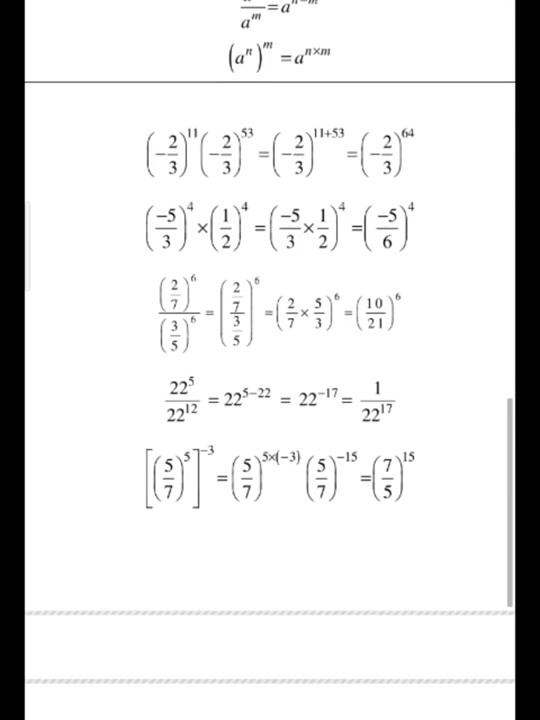 a^m = a^{n-m}
(a^n)^m = a^{n×m}
(-2/3)^11 (-2/3)^53 = (-2/3)^{11+53} = (-2/3)^64
(-5/3)^4 × (1/2)^4 = (-5/3 × 1/2)^4 = (-5/6)^4
(2/7)^6 / (3/5)^6 = ((2/7)/(3/5))^6 = (2/7 × 5/3)^6 = (10/21)^6
22^5 / 22^12 = 22^{5-22} = 22^{-17} = 1/22^17
[(5/7)^5]^{-3} = (5/7)^{5×(-3)} (5/7)^{-15} = (7/5)^15